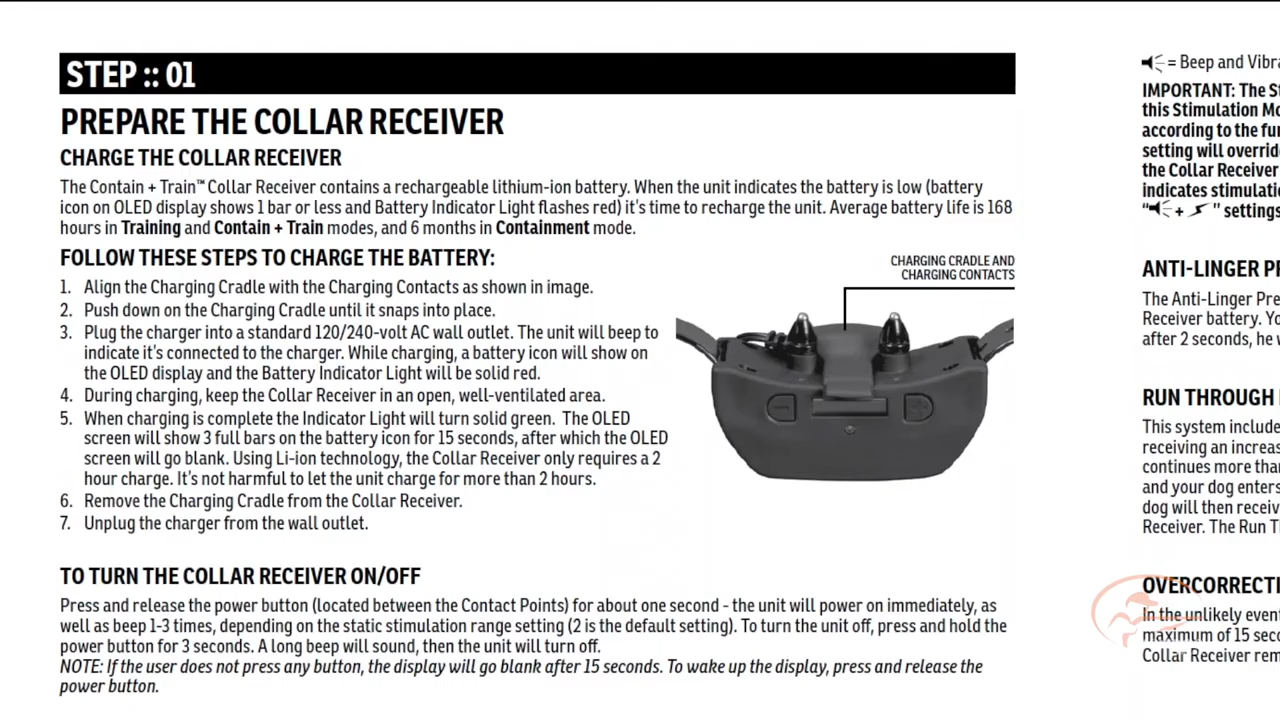 STEP :: 01
PREPARE THE COLLAR RECEIVER
CHARGE THE COLLAR RECEIVER
The Contain + Train™ Collar Receiver contains a rechargeable lithium-ion battery. When the unit indicates the battery is low (battery
icon on OLED display shows 1 bar or less and Battery Indicator Light flashes red) it's time to recharge the unit. Average battery life is 168
hours in Training and Contain + Train modes, and 6 months in Containment mode.
FOLLOW THESE STEPS TO CHARGE THE BATTERY:
1. Align the Charging Cradle with the Charging Contacts as shown in image.
2. Push down on the Charging Cradle until it snaps into place.
3. Plug the charger into a standard 120/240-volt AC wall outlet. The unit will beep to
indicate it's connected to the charger. While charging, a battery icon will show on
the OLED display and the Battery Indicator Light will be solid red.
4. During charging, keep the Collar Receiver in an open, well-ventilated area.
5. When charging is complete the Indicator Light will turn solid green. The OLED
screen will show 3 full bars on the battery icon for 15 seconds, after which the OLED
screen will go blank. Using Li-ion technology, the Collar Receiver only requires a 2
hour charge. It's not harmful to let the unit charge for more than 2 hours.
6. Remove the Charging Cradle from the Collar Receiver.
7. Unplug the charger from the wall outlet.
CHARGING CRADLE AND
CHARGING CONTACTS
TO TURN THE COLLAR RECEIVER ON/OFF
Press and release the power button (located between the Contact Points) for about one second - the unit will power on immediately, as
well as beep 1-3 times, depending on the static stimulation range setting (2 is the default setting). To turn the unit off, press and hold the
power button for 3 seconds. A long beep will sound, then the unit will turn off.
NOTE: If the user does not press any button, the display will go blank after 15 seconds. To wake up the display, press and release the
power button.
= Beep and Vibra
IMPORTANT: The St
this Stimulation Mo
according to the fu
setting will overrid
the Collar Receiver
indicates stimulati
" + " settings
ANTI-LINGER PR
The Anti-Linger Pre
Receiver battery. Yo
after 2 seconds, he w
RUN THROUGH
This system include
receiving an increas
continues more tha
and your dog enters
dog will then receiv
Receiver. The Run T
OVERCORRECTI
In the unlikely even
maximum of 15 seco
Collar Receiver rem